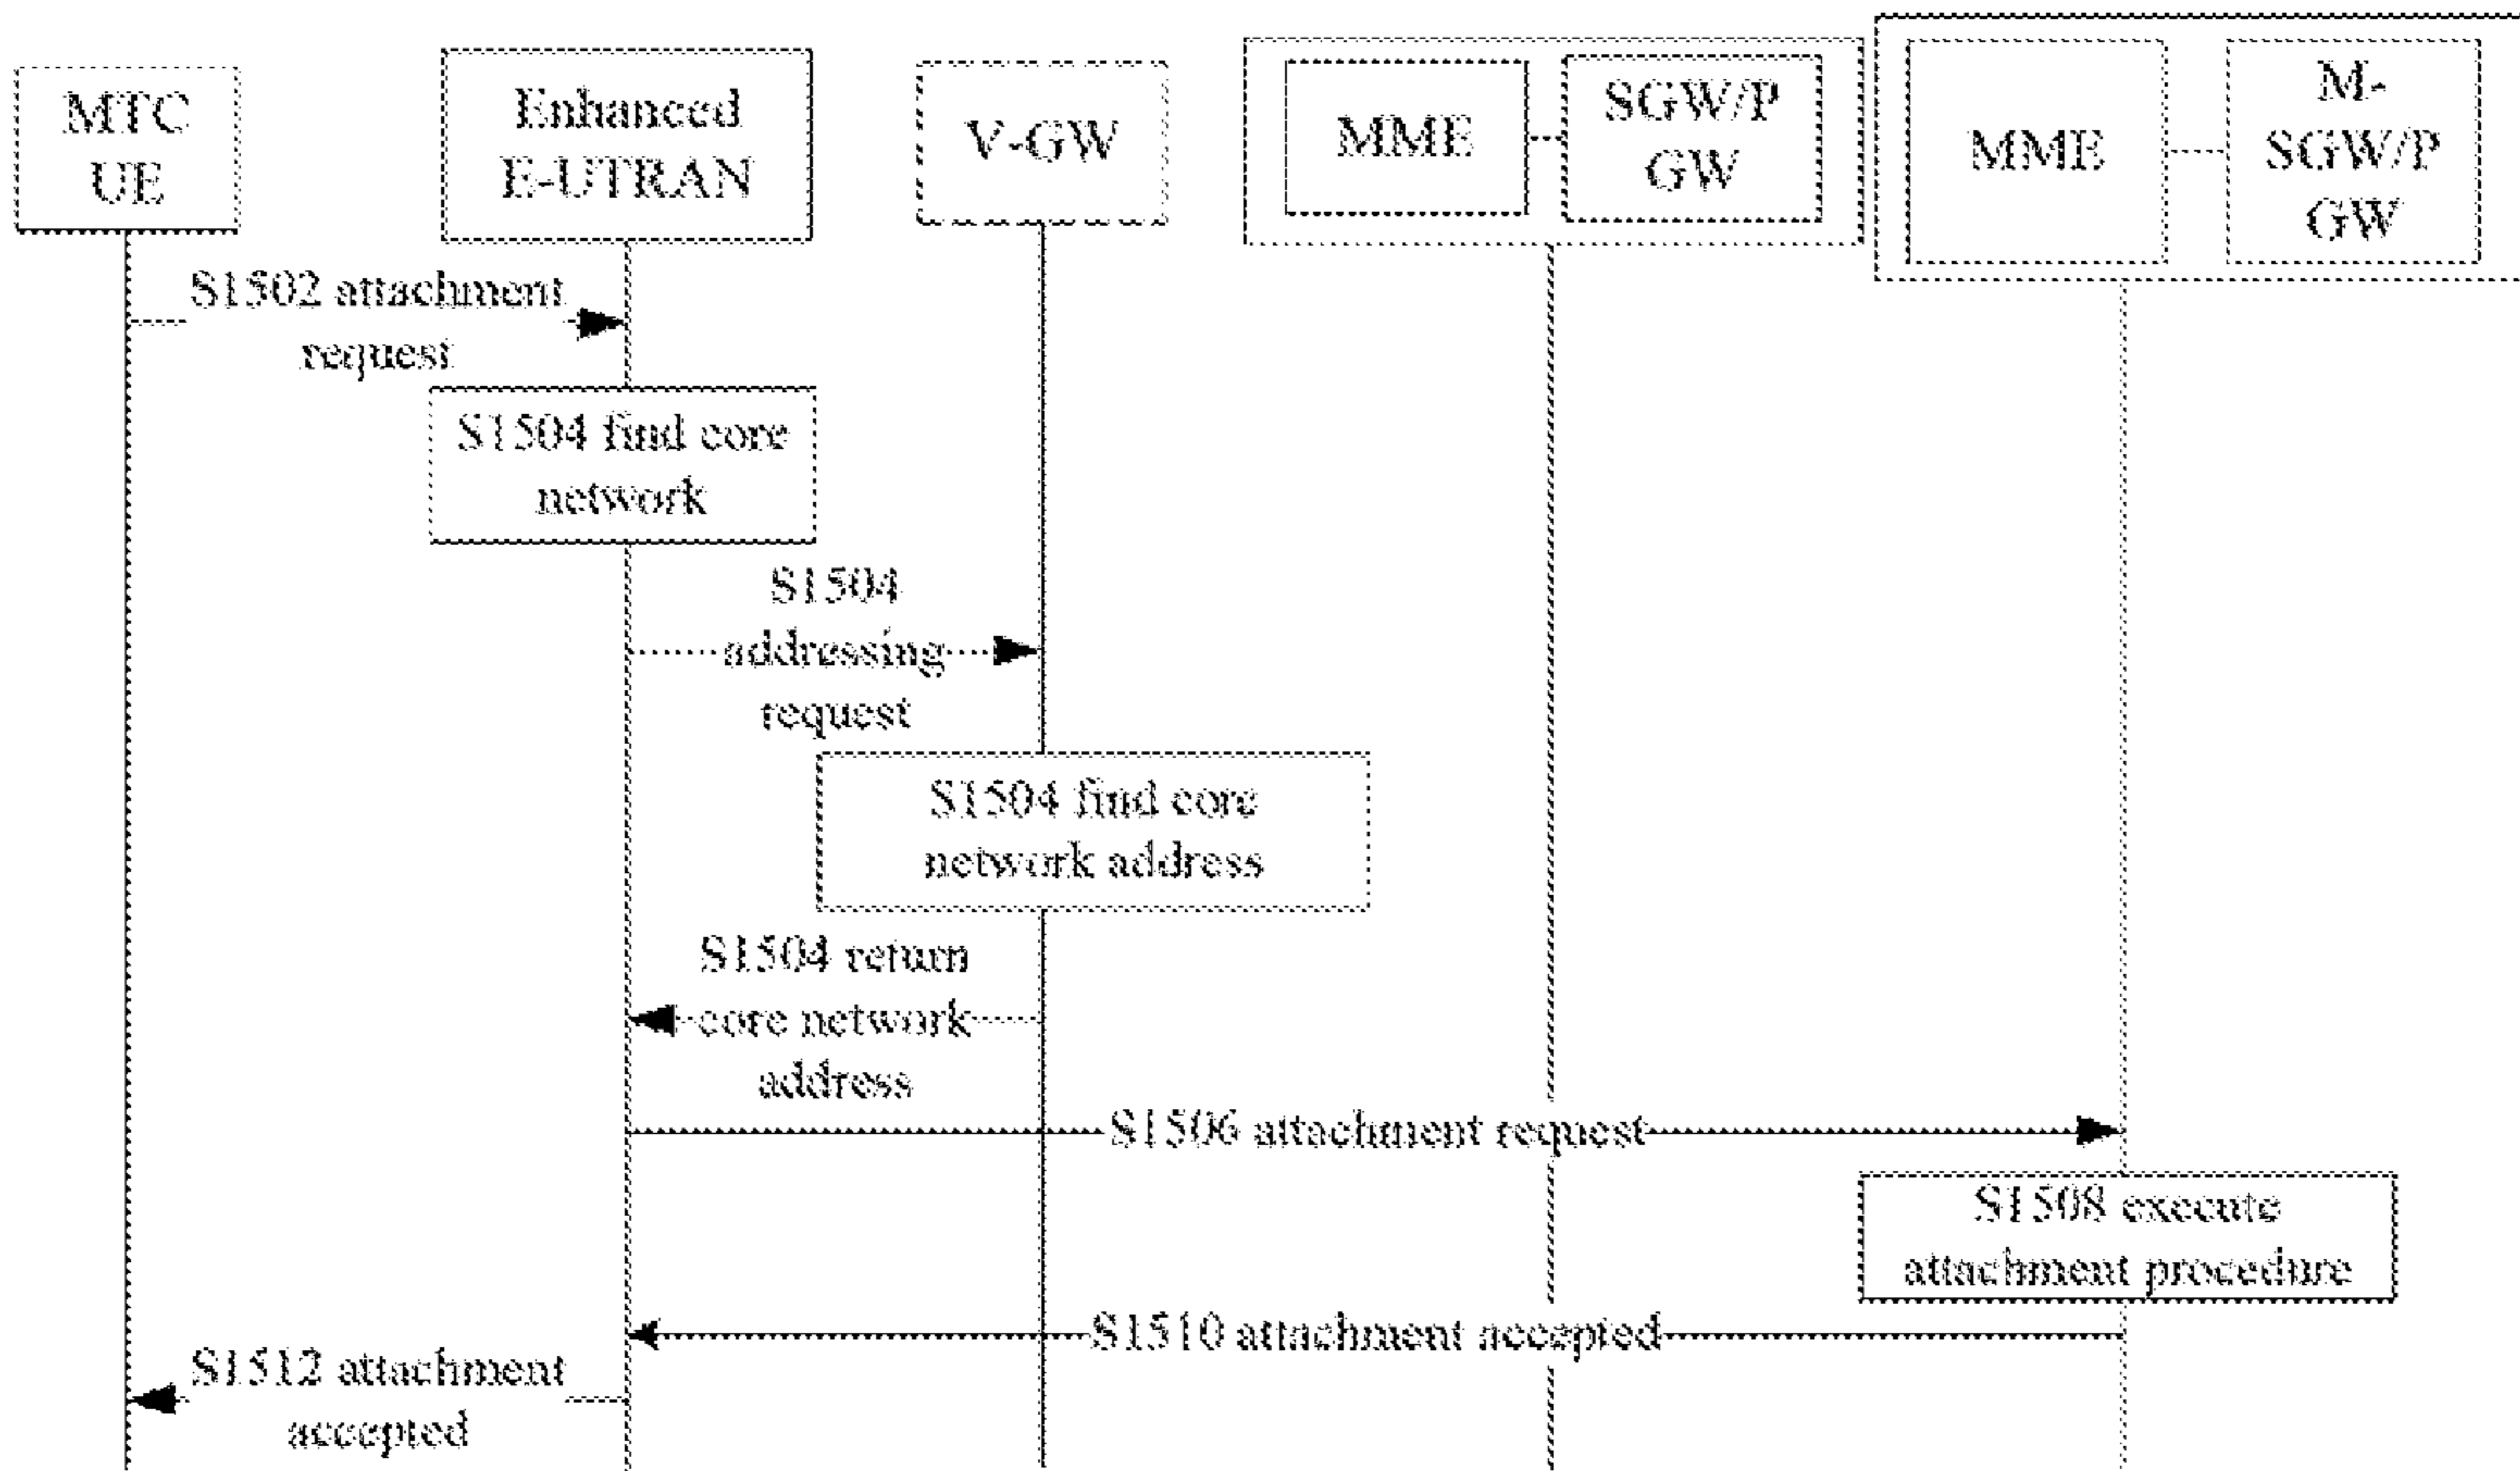 MTC
UE
Enhanced
E-UTRAN
V-GW
MME
SGW/P
GW
MME
M-
SGW/P
GW
S1502 attachment
request
S1504 find core
network
S1504
addressing
request
S1504 find core
network address
S1504 return
core network
address
S1506 attachment request
S1508 execute
attachment procedure
S1510 attachment accepted
S1512 attachment
accepted